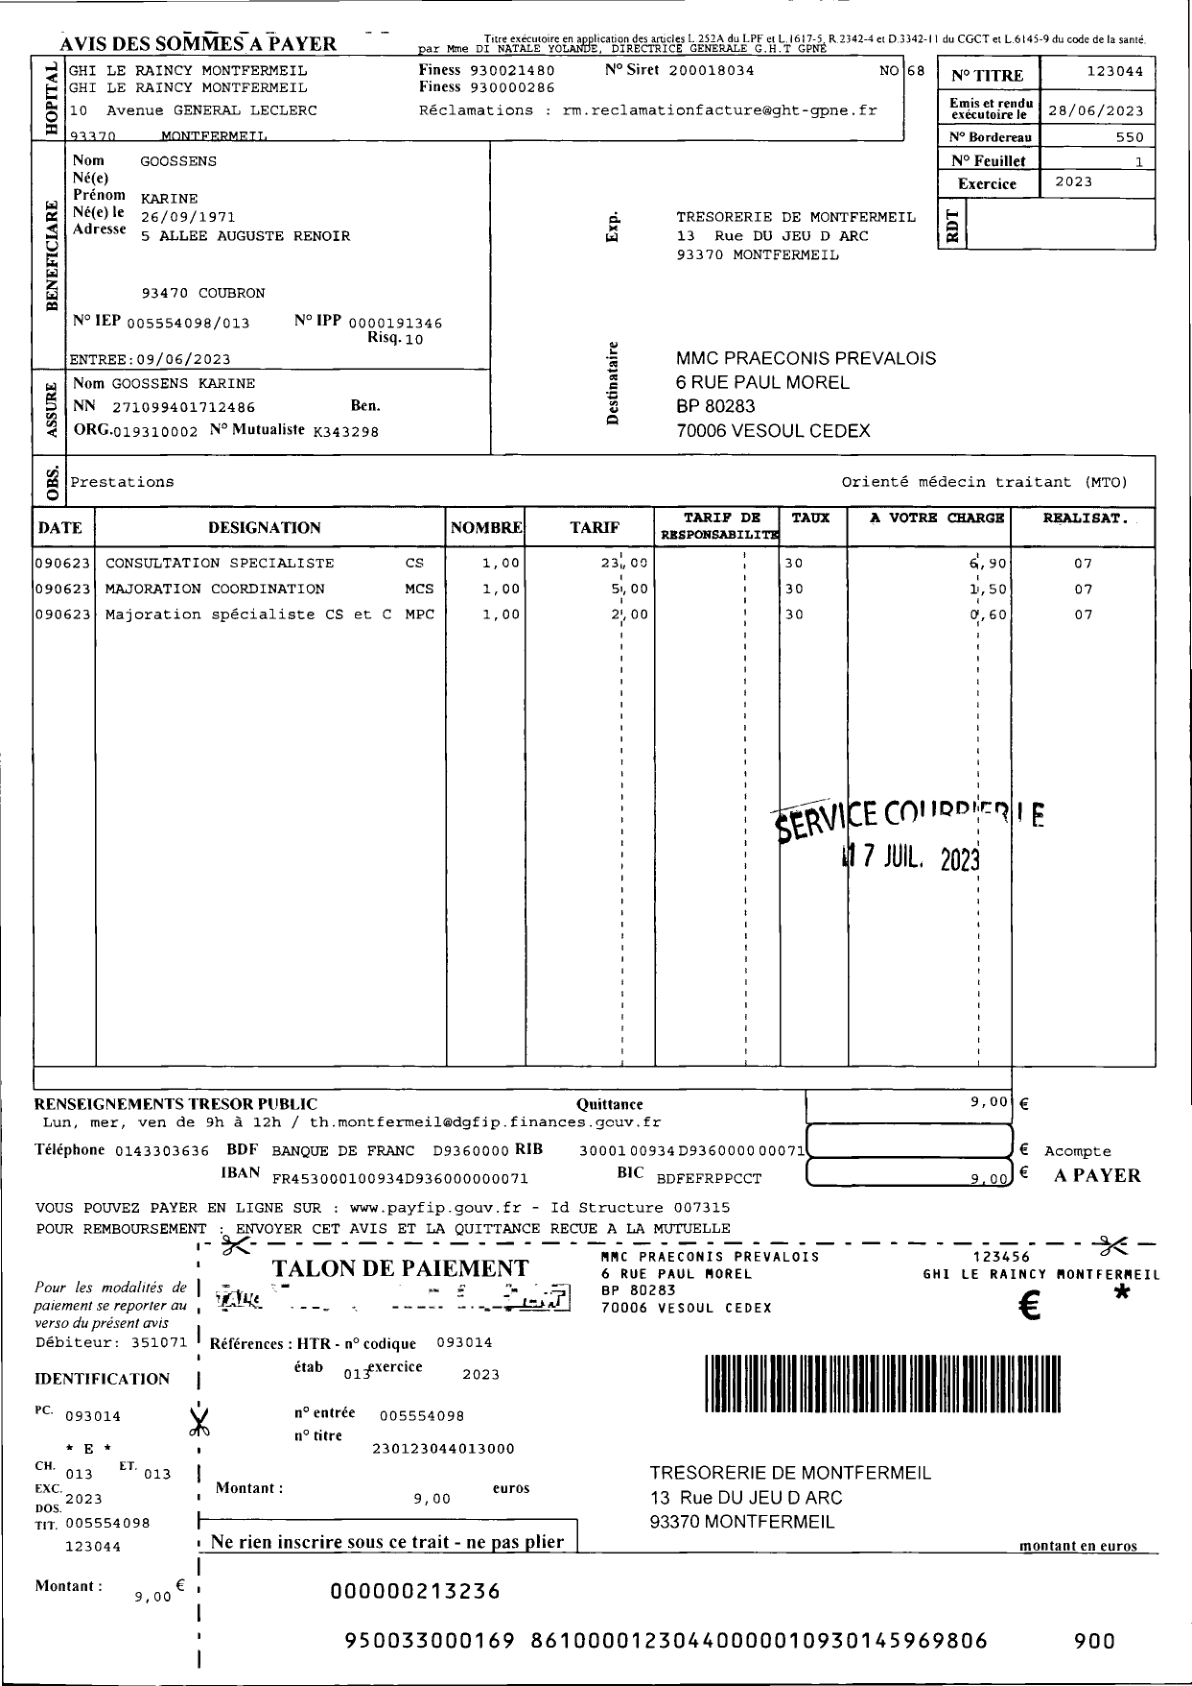 AVIS DES SOMMES A PAYER
Titre exécutoire en application des articles L 252A du LPF et L.1617-5, R.2342-4 et D.3342-11 du CGCT et L.6145-9 du code de la santé.
par Mme DI NATALE YOLANDE, DIRECTRICE GENERALE G.H.T GPNE
HOPITAL
GHI LE RAINCY MONTFERMEIL Finess 930021480 N° Siret 200018034 NO 68
GHI LE RAINCY MONTFERMEIL Finess 930000286
10 Avenue GENERAL LECLERC Réclamations : rm.reclamationfacture@ght-gpne.fr
93370 MONTFERMEIL
N° TITRE 123044
Emis et rendu exécutoire le 28/06/2023
N° Bordereau 550
N° Feuillet 1
Exercice 2023
RDT
BENEFICIAIRE
Nom GOOSSENS
Né(e)
Prénom KARINE
Né(e) le 26/09/1971
Adresse 5 ALLEE AUGUSTE RENOIR
93470 COUBRON
N° IEP 005554098/013 N° IPP 0000191346
Risq. 10
ENTREE:09/06/2023
Exp.
TRESORERIE DE MONTFERMEIL
13 Rue DU JEU D ARC
93370 MONTFERMEIL
ASSURE
Nom GOOSSENS KARINE
NN 271099401712486 Ben.
ORG.019310002 N° Mutualiste K343298
Destinataire
MMC PRAECONIS PREVALOIS
6 RUE PAUL MOREL
BP 80283
70006 VESOUL CEDEX
OBS.
Prestations Orienté médecin traitant (MTO)
DATE DESIGNATION NOMBRE TARIF TARIF DE RESPONSABILITE TAUX A VOTRE CHARGE REALISAT.
090623 CONSULTATION SPECIALISTE CS 1,00 23,00 30 6,90 07
090623 MAJORATION COORDINATION MCS 1,00 5,00 30 1,50 07
090623 Majoration spécialiste CS et C MPC 1,00 2,00 30 0,60 07
SERVICE COURRIER LE
17 JUIL. 2023
RENSEIGNEMENTS TRESOR PUBLIC Quittance 9,00 €
Lun, mer, ven de 9h à 12h / th.montfermeil@dgfip.finances.gouv.fr
Téléphone 0143303636 BDF BANQUE DE FRANC D9360000 RIB 30001 00934 D9360000000 71 € Acompte
IBAN FR453000100934D936000000071 BIC BDFEFRPPCCT 9,00 € A PAYER
VOUS POUVEZ PAYER EN LIGNE SUR : www.payfip.gouv.fr - Id Structure 007315
POUR REMBOURSEMENT : ENVOYER CET AVIS ET LA QUITTANCE RECUE A LA MUTUELLE
TALON DE PAIEMENT
MMC PRAECONIS PREVALOIS
6 RUE PAUL MOREL
BP 80283
70006 VESOUL CEDEX
123456
GHI LE RAINCY MONTFERMEIL
€ *
Pour les modalités de
paiement se reporter au
verso du présent avis
Débiteur: 351071
Références : HTR - n° codique 093014
étab 013 exercice 2023
IDENTIFICATION
PC. 093014
* E *
CH. 013 ET. 013
EXC. 2023
DOS.
TIT. 005554098
123044
Montant : 9,00 €
n° entrée 005554098
n° titre 230123044013000
Montant : 9,00 euros
TRESORERIE DE MONTFERMEIL
13 Rue DU JEU D ARC
93370 MONTFERMEIL
Ne rien inscrire sous ce trait - ne pas plier
montant en euros
000000213236
950033000169 861000012304400000109301459698​06 900